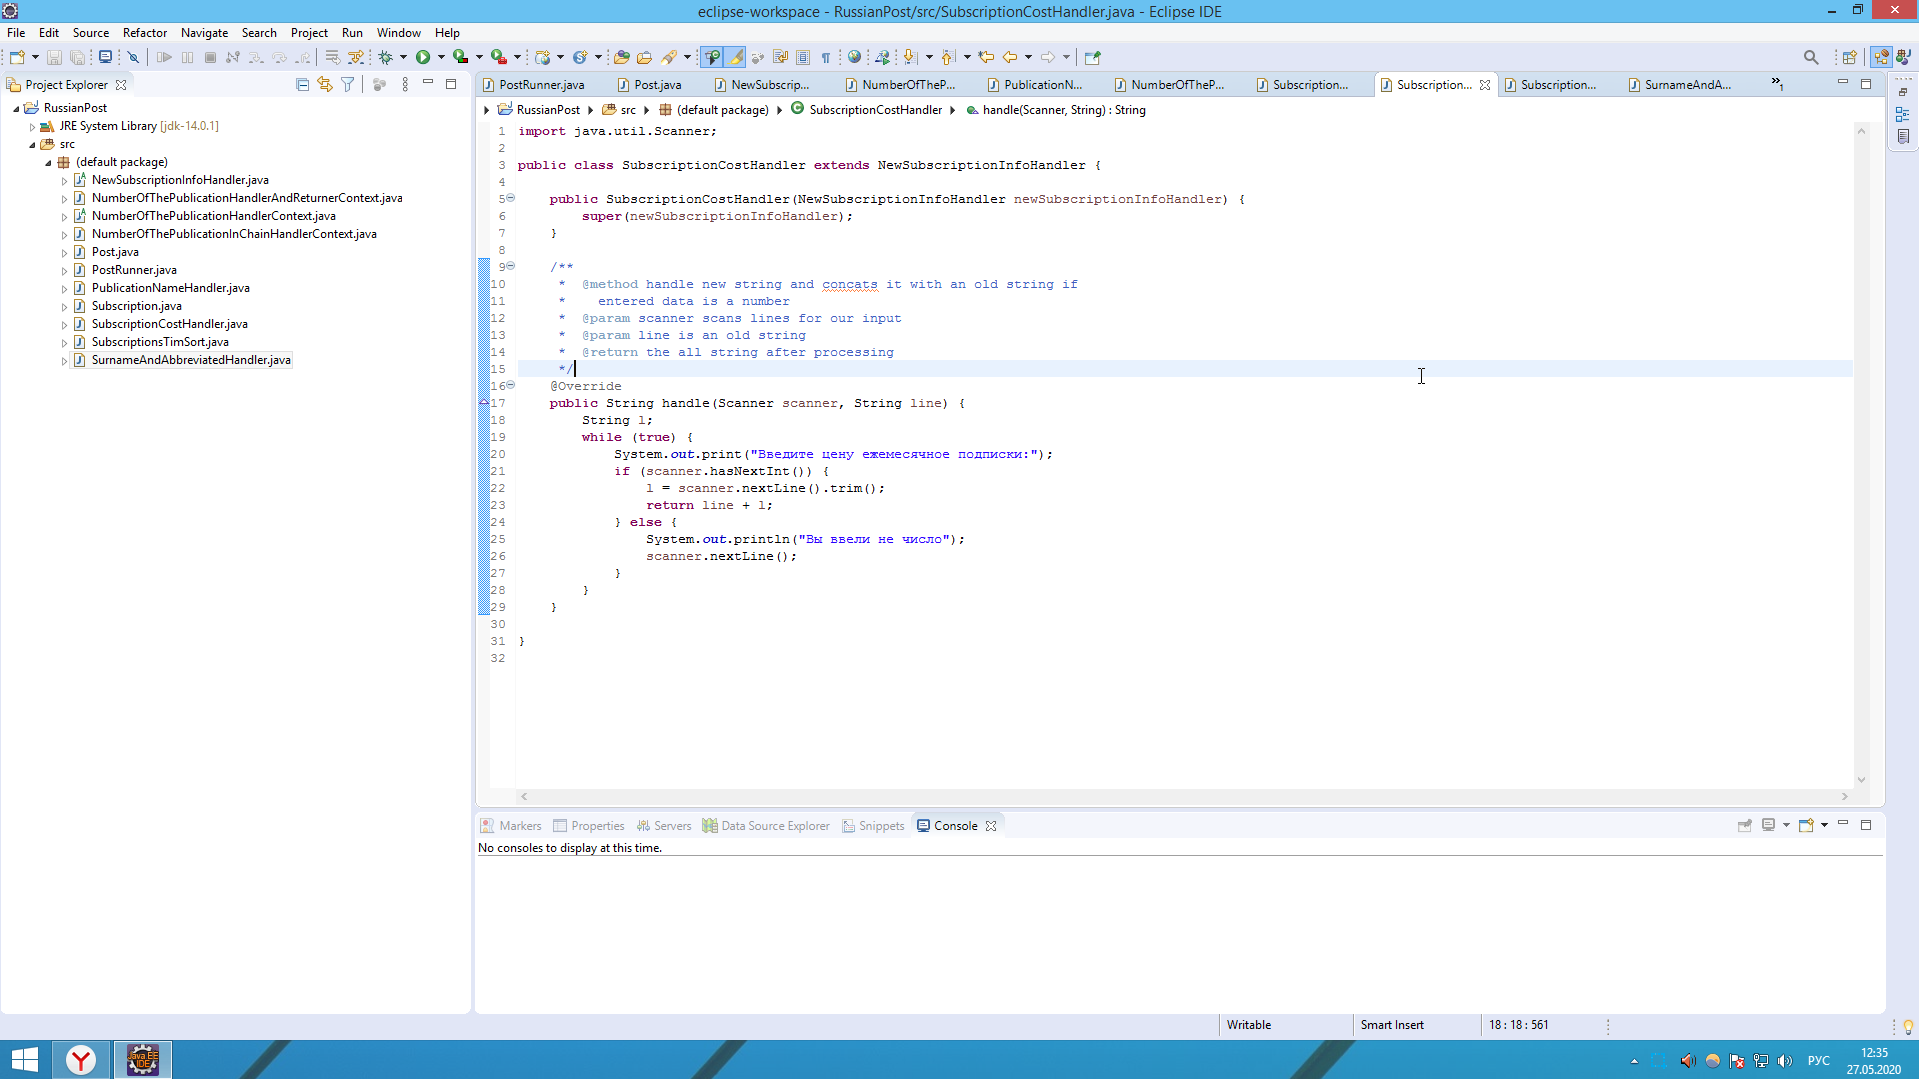 eclipse-workspace - RussianPost/src/SubscriptionCostHandler.java - Eclipse IDE
File Edit Source Refactor Navigate Search Project Run Window Help
Project Explorer
RussianPost
JRE System Library [jdk-14.0.1]
src
(default package)
NewSubscriptionInfoHandler.java
NumberOfThePublicationHandlerAndReturnerContext.java
NumberOfThePublicationHandlerContext.java
NumberOfThePublicationInChainHandlerContext.java
Post.java
PostRunner.java
PublicationNameHandler.java
Subscription.java
SubscriptionCostHandler.java
SubscriptionsTimSort.java
SurnameAndAbbreviatedHandler.java
PostRunner.java Post.java NewSubscrip... NumberOfTheP... PublicationN... NumberOfTheP... Subscription... Subscription... Subscription... SurnameAndA... »1
RussianPost src (default package) SubscriptionCostHandler handle(Scanner, String) : String
1 import java.util.Scanner;
2
3 public class SubscriptionCostHandler extends NewSubscriptionInfoHandler {
4
5 public SubscriptionCostHandler(NewSubscriptionInfoHandler newSubscriptionInfoHandler) {
6 super(newSubscriptionInfoHandler);
7 }
8
9 /**
10 * @method handle new string and concats it with an old string if
11 * entered data is a number
12 * @param scanner scans lines for our input
13 * @param line is an old string
14 * @return the all string after processing
15 */
16 @Override
17 public String handle(Scanner scanner, String line) {
18 String l;
19 while (true) {
20 System.out.print("Введите цену ежемесячное подписки:");
21 if (scanner.hasNextInt()) {
22 l = scanner.nextLine().trim();
23 return line + l;
24 } else {
25 System.out.println("Вы ввели не число");
26 scanner.nextLine();
27 }
28 }
29 }
30
31 }
32
Markers Properties Servers Data Source Explorer Snippets Console
No consoles to display at this time.
Writable Smart Insert 18 : 18 : 561
Java EE IDE
РУС
12:35
27.05.2020